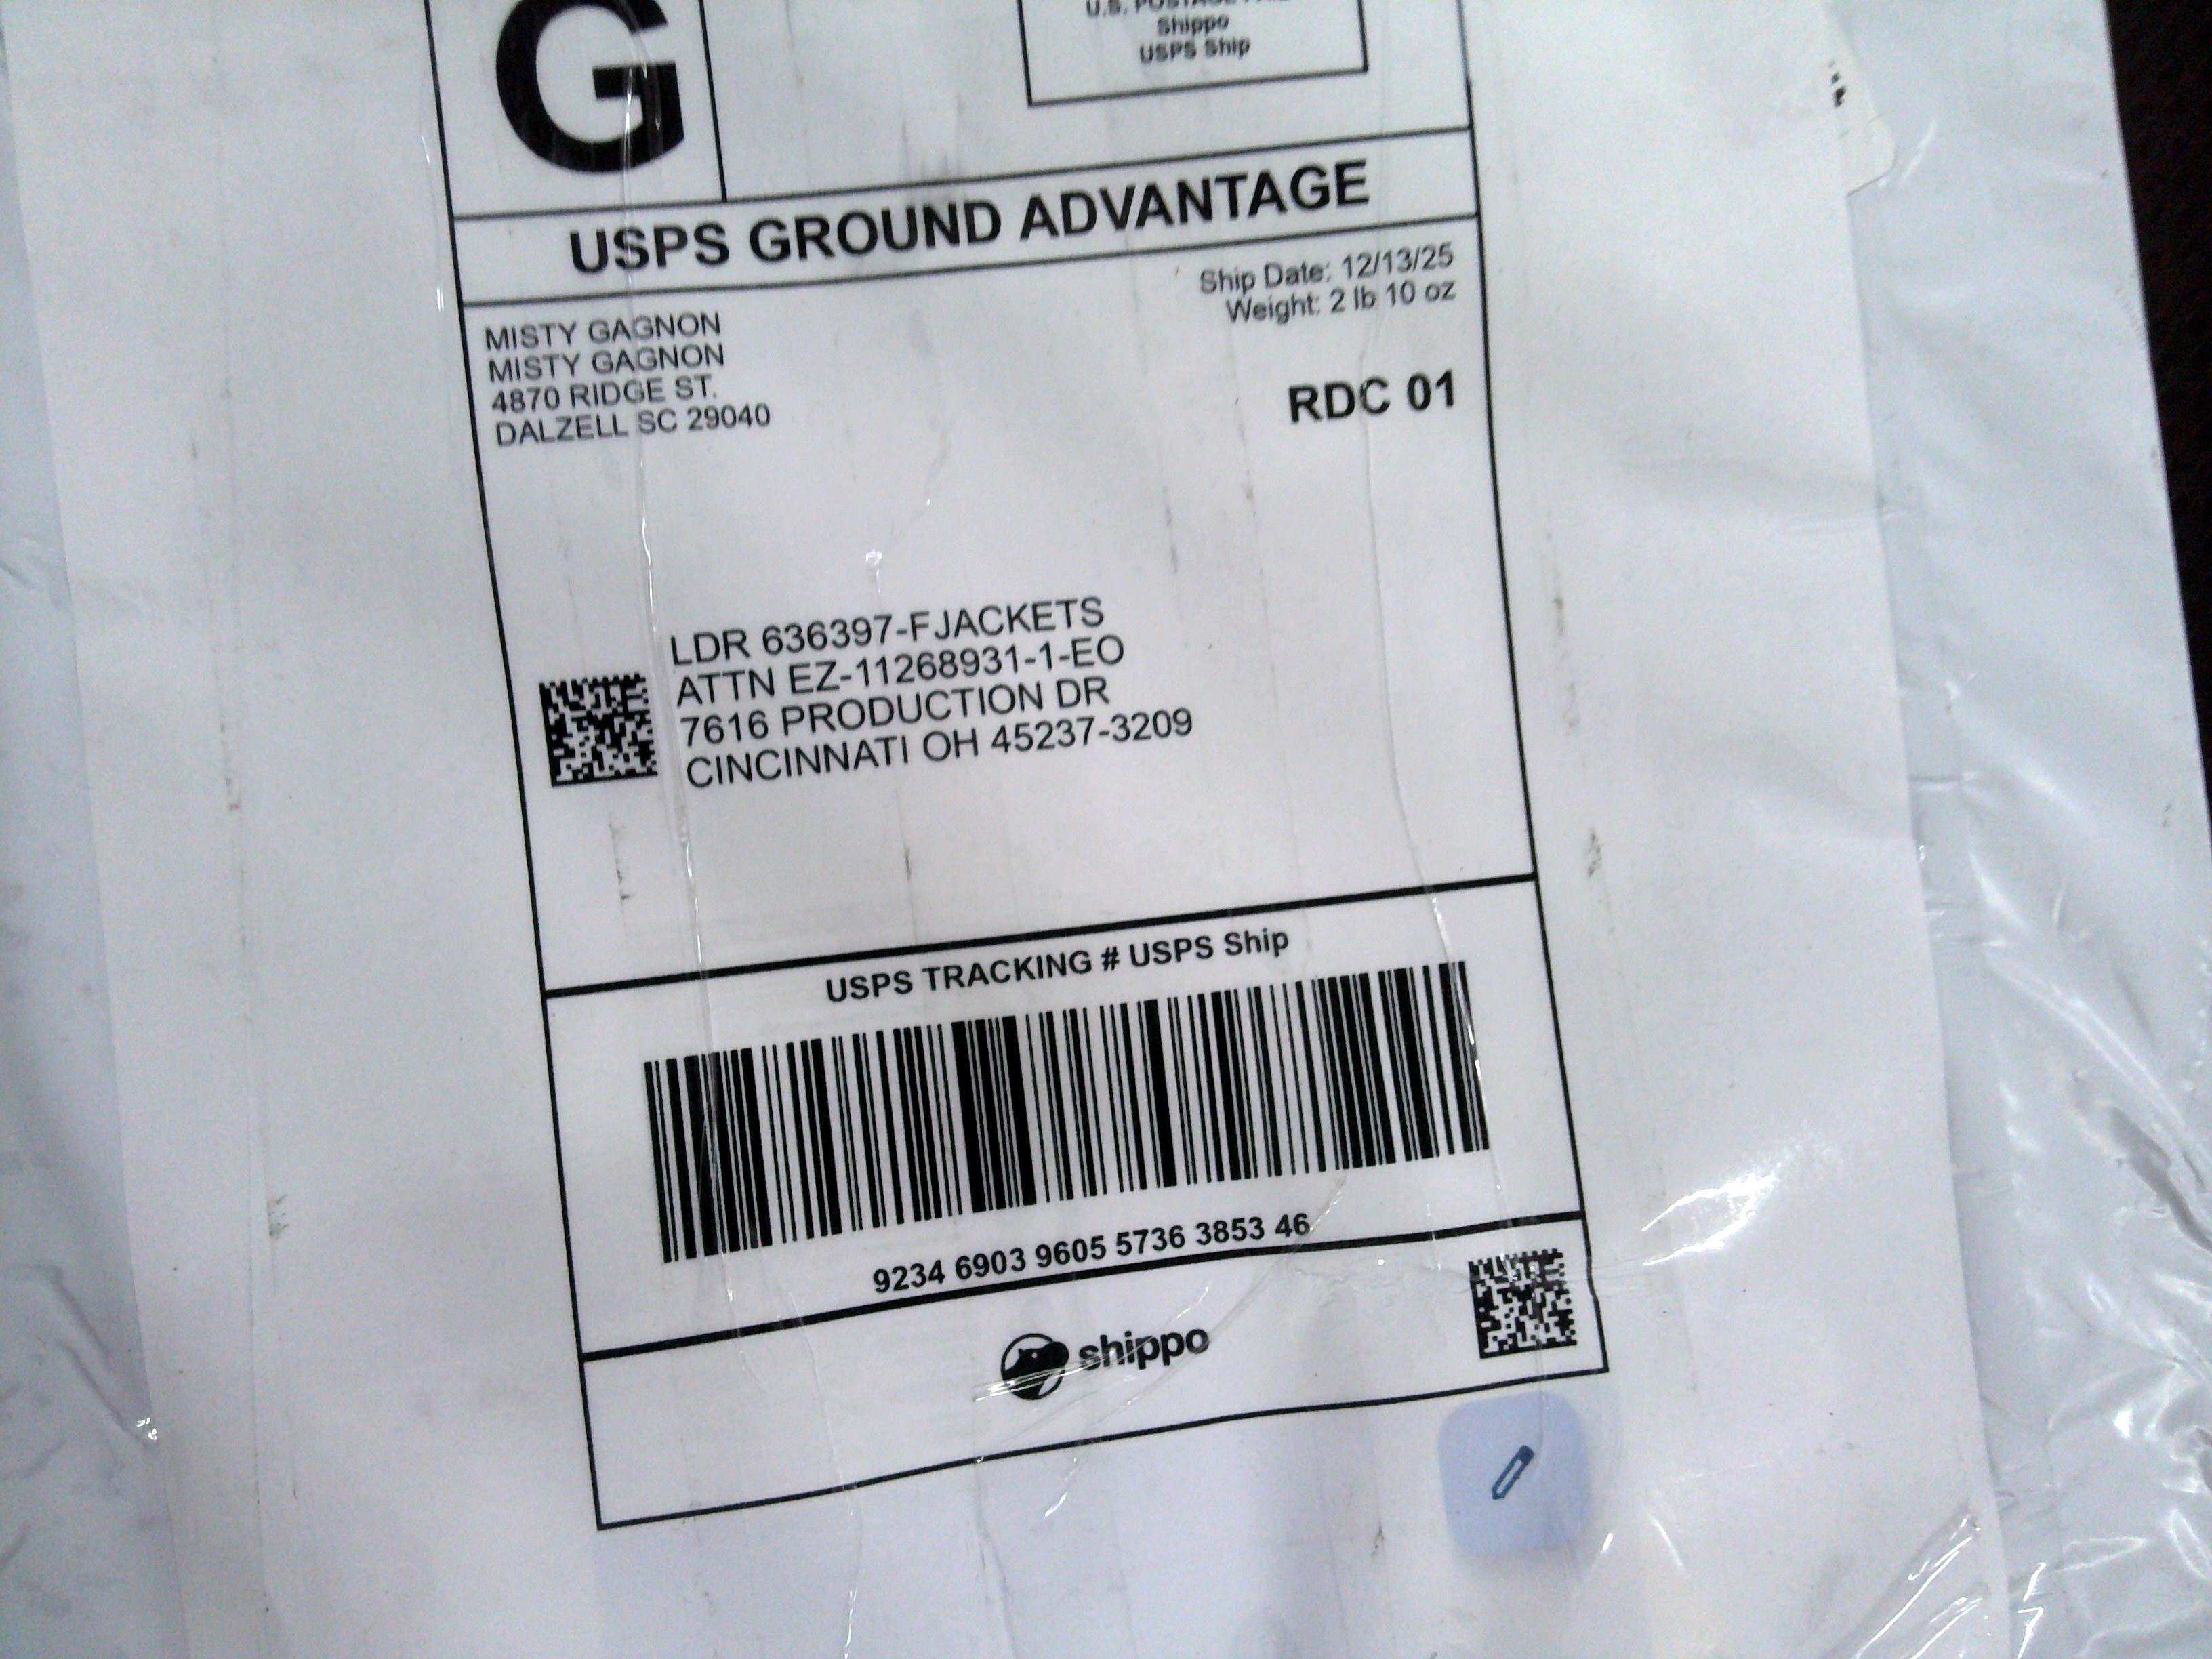 G
U.S. POSTAGE PAID
Shippo
USPS Ship
USPS GROUND ADVANTAGE
Ship Date: 12/13/25
Weight: 2 lb 10 oz
MISTY GAGNON
MISTY GAGNON
4870 RIDGE ST.
DALZELL SC 29040
RDC 01
LDR 636397-FJACKETS
ATTN EZ-11268931-1-EO
7616 PRODUCTION DR
CINCINNATI OH 45237-3209
USPS TRACKING # USPS Ship
9234 6903 9605 5736 3853 46
shippo